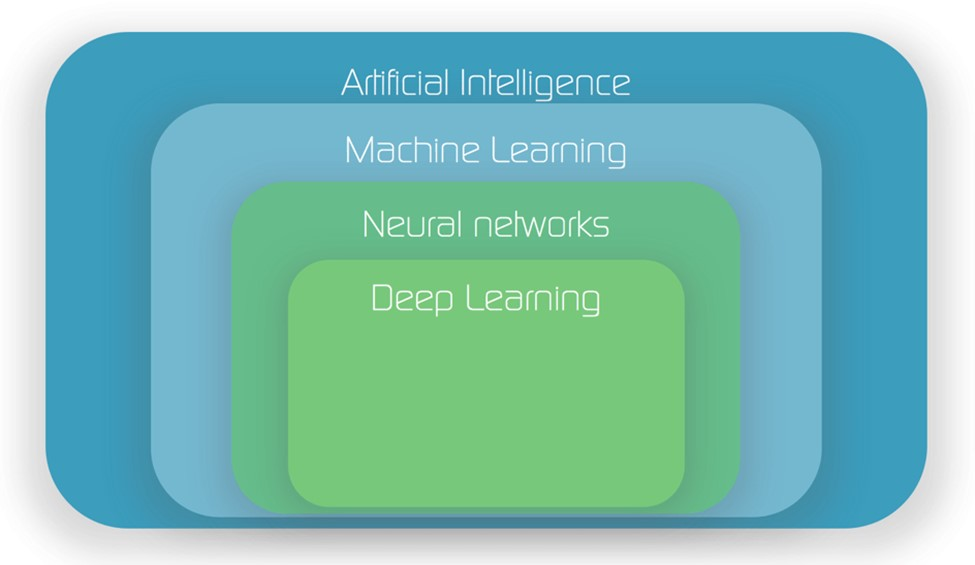 Artificial Intelligence
Machine Learning
Neural networks
Deep Learning